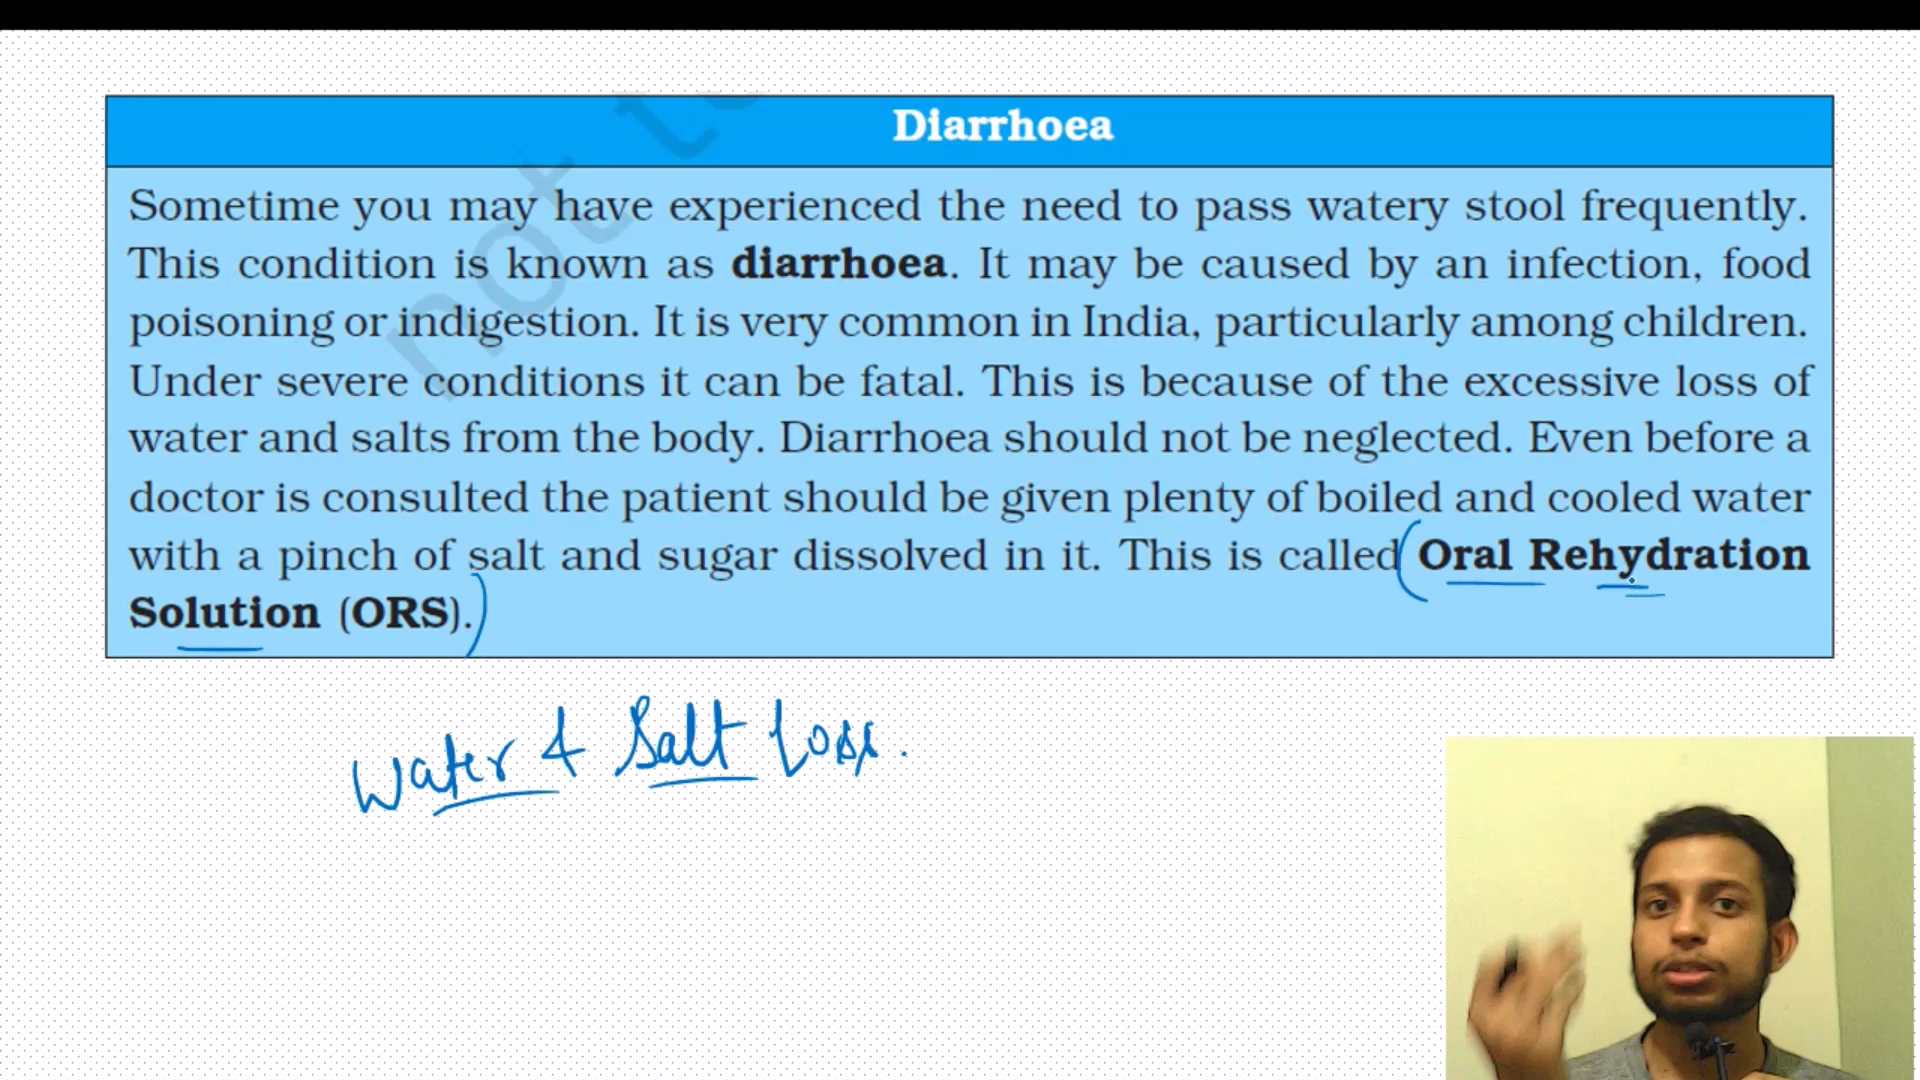 Diarrhoea
Sometime you may have experienced the need to pass watery stool frequently.
This condition is known as diarrhoea. It may be caused by an infection, food
poisoning or indigestion. It is very common in India, particularly among children.
Under severe conditions it can be fatal. This is because of the excessive loss of
water and salts from the body. Diarrhoea should not be neglected. Even before a
doctor is consulted the patient should be given plenty of boiled and cooled water
with a pinch of salt and sugar dissolved in it. This is called (Oral Rehydration
Solution (ORS).)
Water & Salt loss.
not to